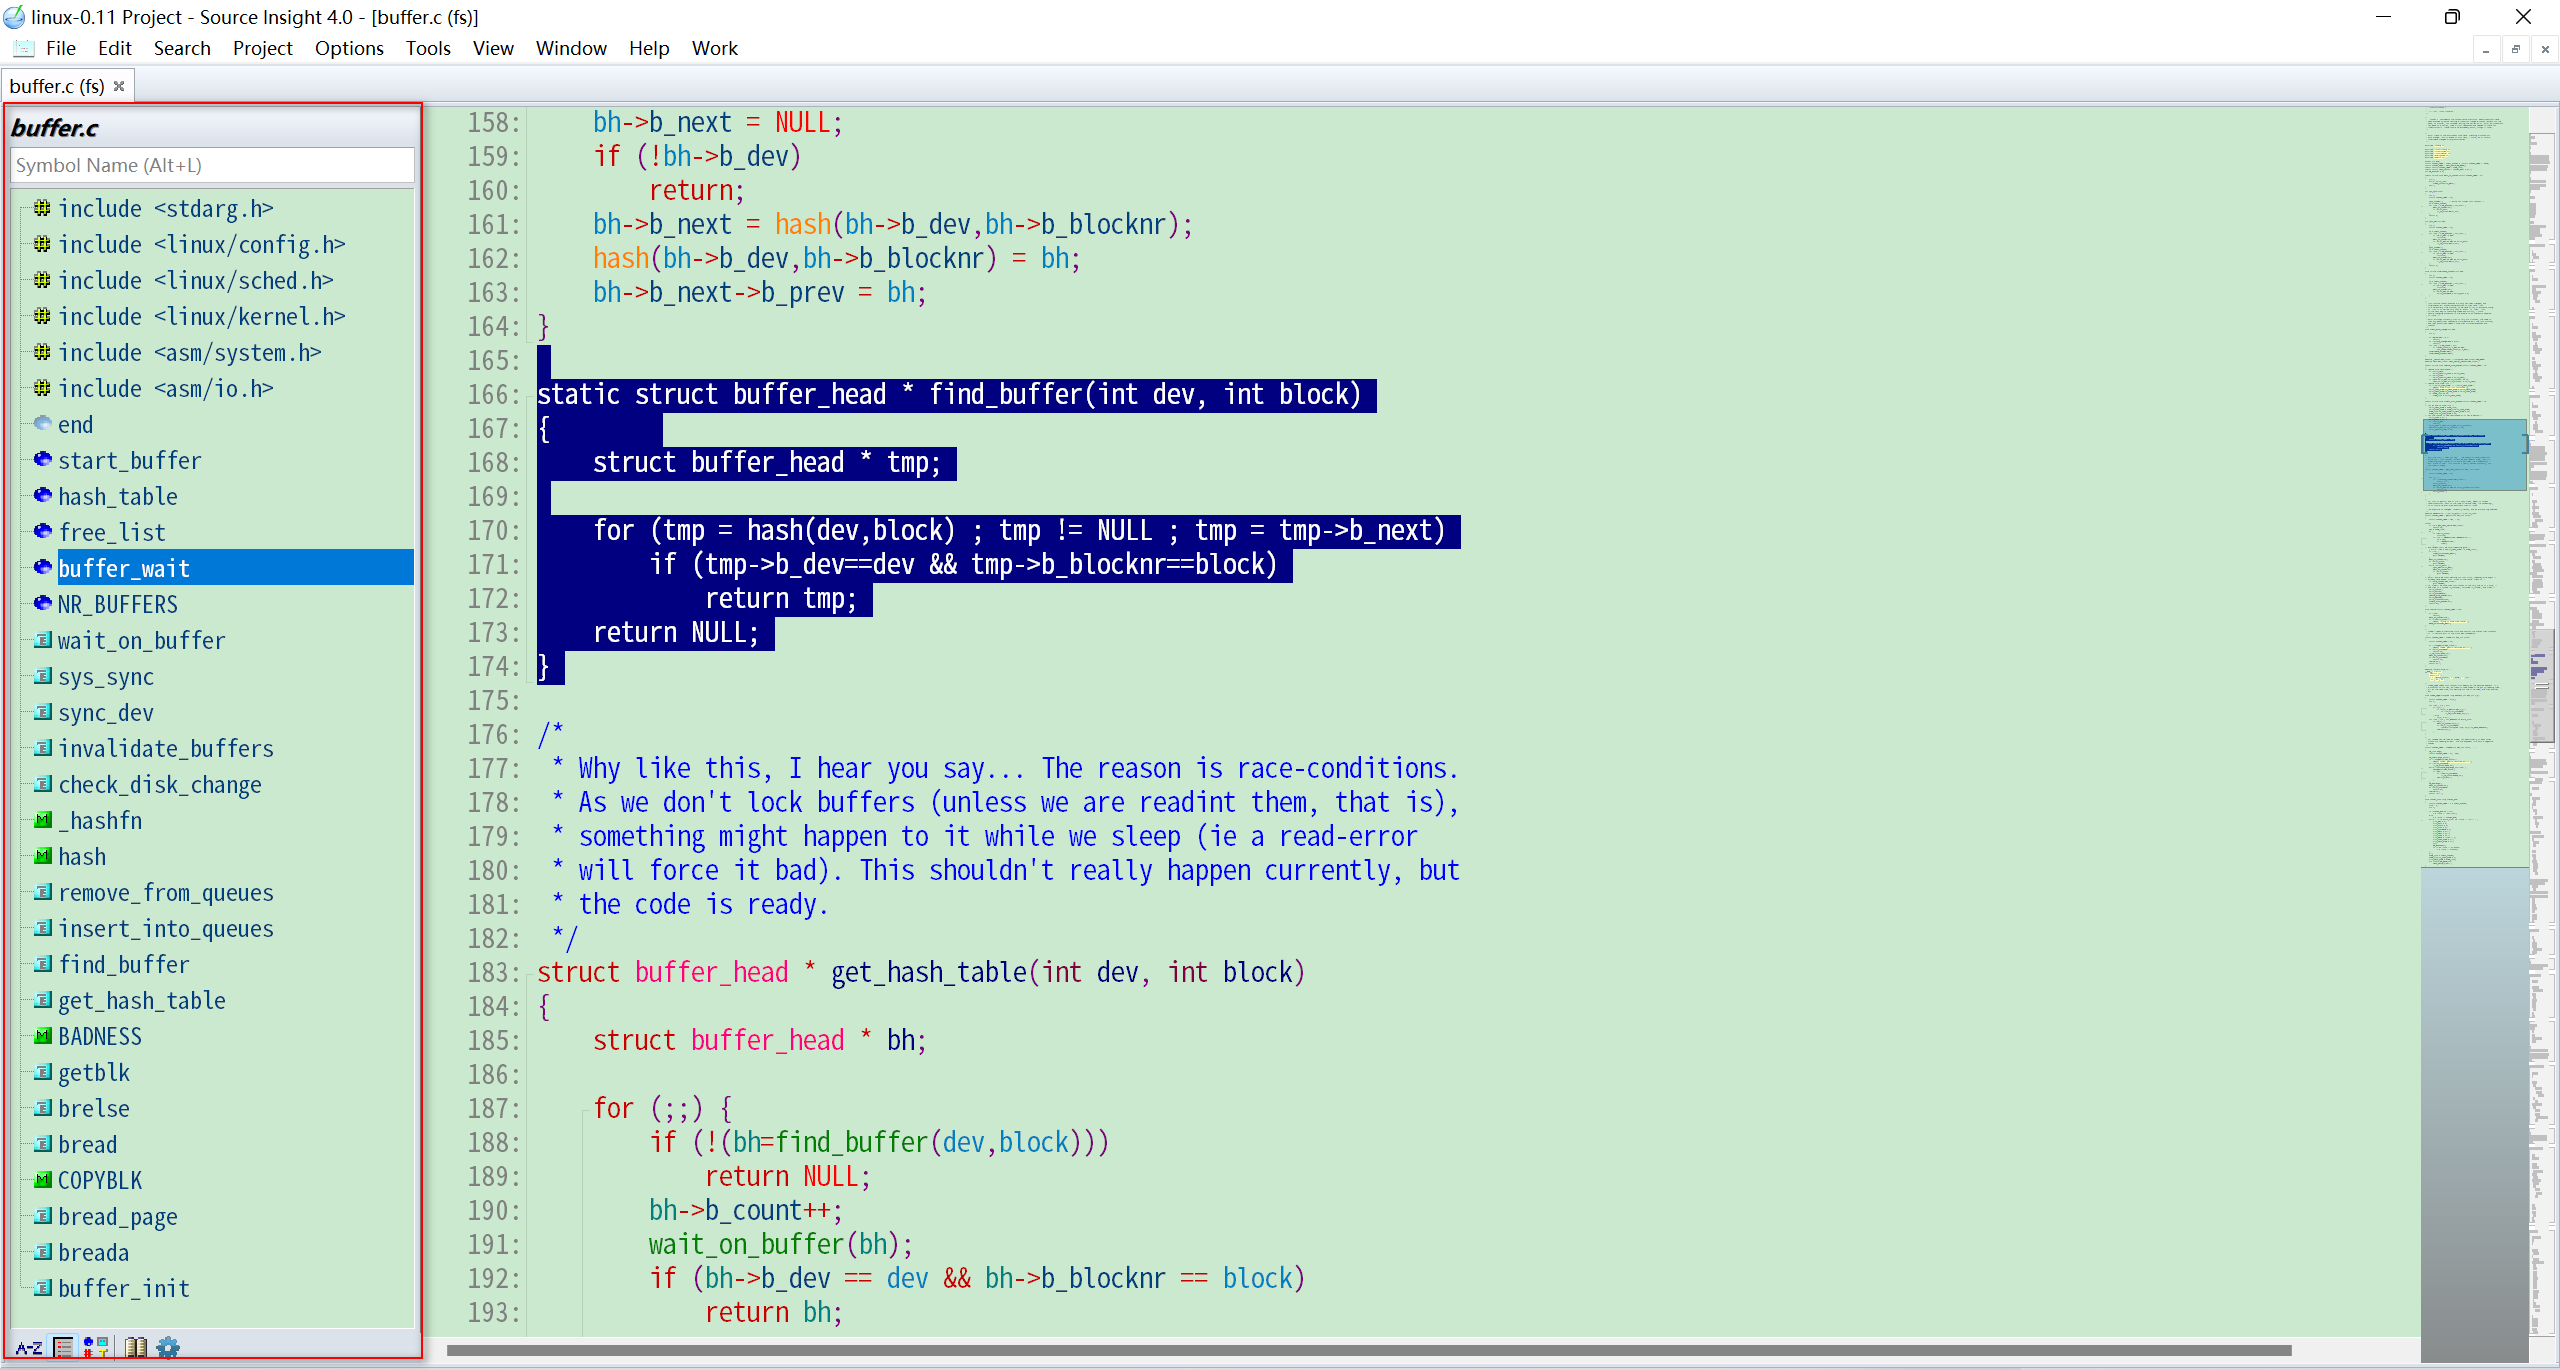 linux-0.11 Project - Source Insight 4.0 - [buffer.c (fs)]
File Edit Search Project Options Tools View Window Help Work
buffer.c (fs)
buffer.c
Symbol Name (Alt+L)
include <stdarg.h>
include <linux/config.h>
include <linux/sched.h>
include <linux/kernel.h>
include <asm/system.h>
include <asm/io.h>
end
start_buffer
hash_table
free_list
buffer_wait
NR_BUFFERS
wait_on_buffer
sys_sync
sync_dev
invalidate_buffers
check_disk_change
_hashfn
hash
remove_from_queues
insert_into_queues
find_buffer
get_hash_table
BADNESS
getblk
brelse
bread
COPYBLK
bread_page
breada
buffer_init
A-Z
158: bh->b_next = NULL;
159: if (!bh->b_dev)
160: return;
161: bh->b_next = hash(bh->b_dev,bh->b_blocknr);
162: hash(bh->b_dev,bh->b_blocknr) = bh;
163: bh->b_next->b_prev = bh;
164: }
165:
166: static struct buffer_head * find_buffer(int dev, int block)
167: {
168: struct buffer_head * tmp;
169:
170: for (tmp = hash(dev,block) ; tmp != NULL ; tmp = tmp->b_next)
171: if (tmp->b_dev==dev && tmp->b_blocknr==block)
172: return tmp;
173: return NULL;
174: }
175:
176: /*
177: * Why like this, I hear you say... The reason is race-conditions.
178: * As we don't lock buffers (unless we are readint them, that is),
179: * something might happen to it while we sleep (ie a read-error
180: * will force it bad). This shouldn't really happen currently, but
181: * the code is ready.
182: */
183: struct buffer_head * get_hash_table(int dev, int block)
184: {
185: struct buffer_head * bh;
186:
187: for (;;) {
188: if (!(bh=find_buffer(dev,block)))
189: return NULL;
190: bh->b_count++;
191: wait_on_buffer(bh);
192: if (bh->b_dev == dev && bh->b_blocknr == block)
193: return bh;